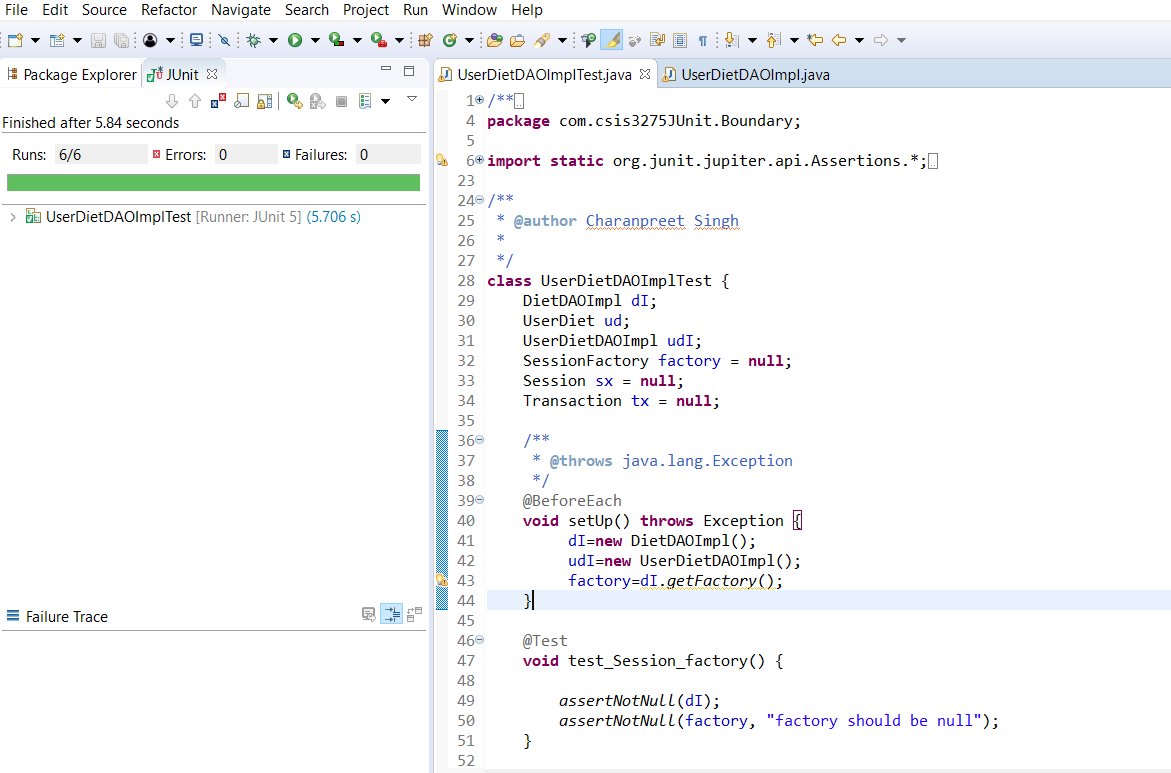 File Edit Source Refactor Navigate Search Project Run Window Help
Package Explorer JUnit
Finished after 5.84 seconds
Runs: 6/6 Errors: 0 Failures: 0
UserDietDAOImplTest [Runner: JUnit 5] (5.706 s)
Failure Trace
UserDietDAOImplTest.java UserDietDAOImpl.java
1 /**
4 package com.csis3275JUnit.Boundary;
5
6 import static org.junit.jupiter.api.Assertions.*;
23
24 /**
25 * @author Charanpreet Singh
26 *
27 */
28 class UserDietDAOImplTest {
29 DietDAOImpl dI;
30 UserDiet ud;
31 UserDietDAOImpl udI;
32 SessionFactory factory = null;
33 Session sx = null;
34 Transaction tx = null;
35
36 /**
37 * @throws java.lang.Exception
38 */
39 @BeforeEach
40 void setUp() throws Exception {
41 dI=new DietDAOImpl();
42 udI=new UserDietDAOImpl();
43 factory=dI.getFactory();
44 }
45
46 @Test
47 void test_Session_factory() {
48
49 assertNotNull(dI);
50 assertNotNull(factory, "factory should be null");
51 }
52